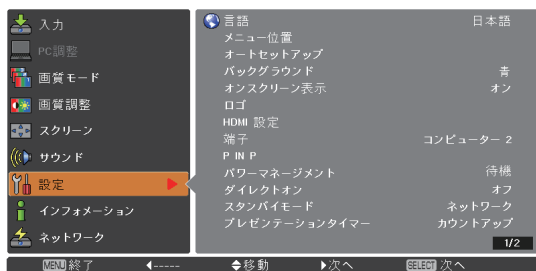 入力
PC調整
画質モード
画質調整
スクリーン
サウンド
設定
インフォメーション
ネットワーク
言語 日本語
メニュー位置
オートセットアップ
バックグラウンド 青
オンスクリーン表示 オン
ロゴ
HDMI 設定
端子 コンピューター 2
P IN P
パワーマネージメント 待機
ダイレクトオン オフ
スタンバイモード ネットワーク
プレゼンテーションタイマー カウントアップ
1/2
MENU 終了 ----- 移動 次へ SELECT 次へ